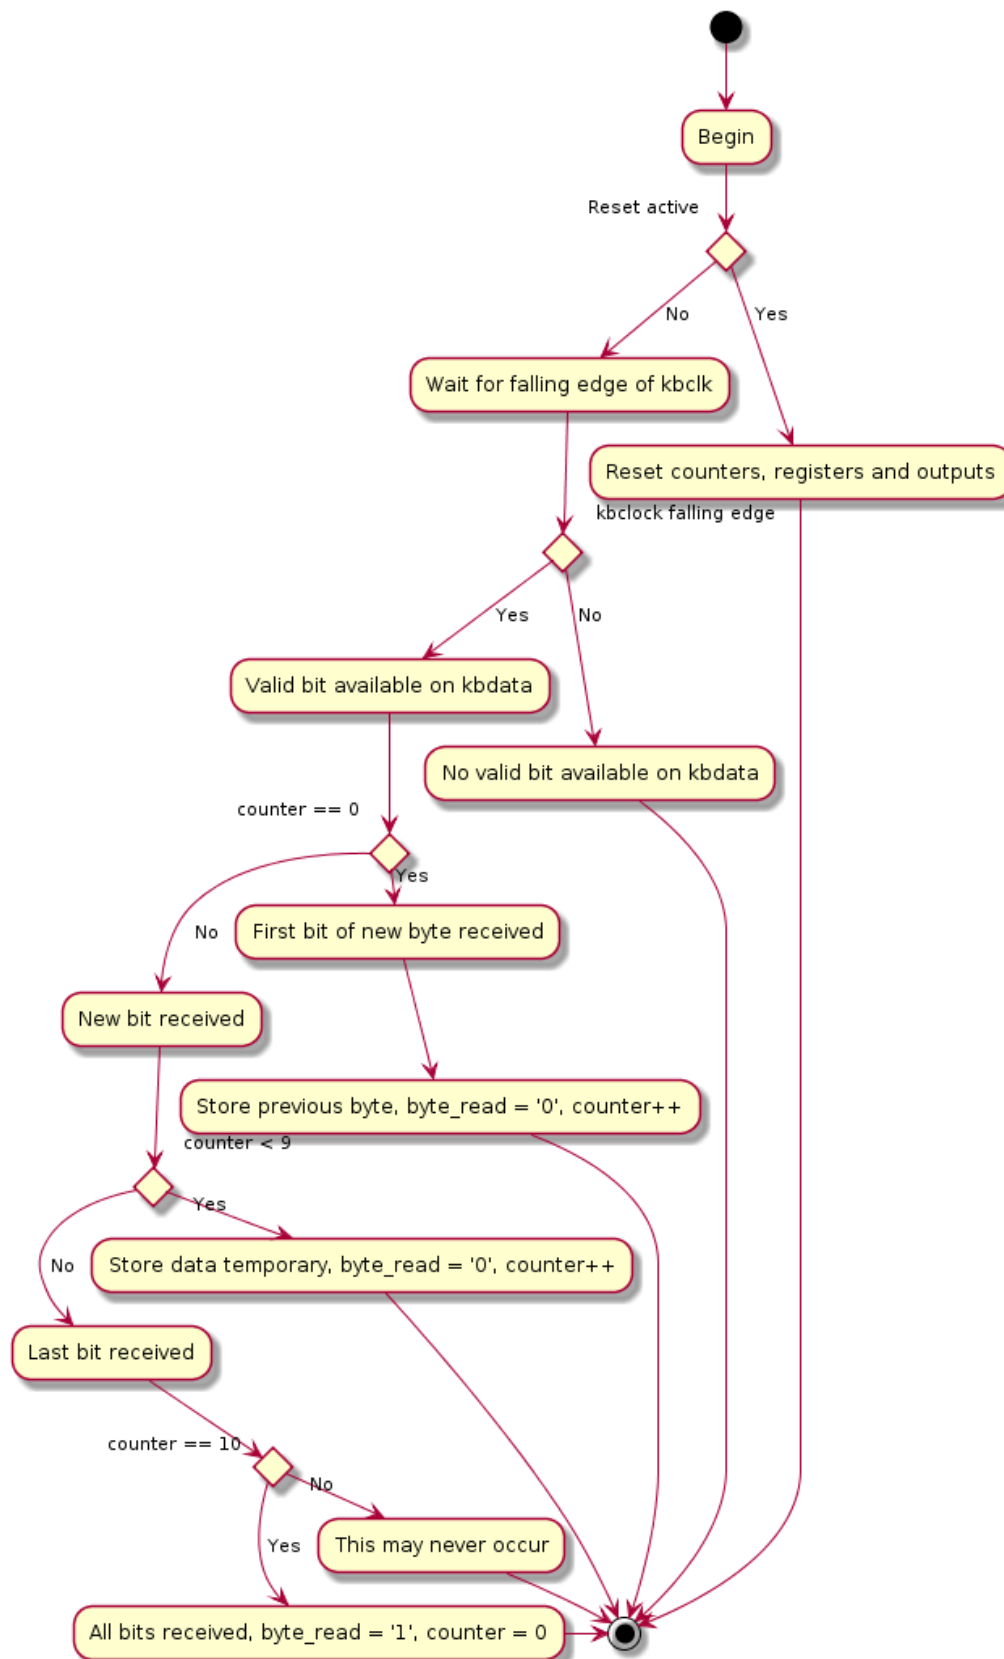 Begin
Reset active
No
Yes
Wait for falling edge of kbclk
Reset counters, registers and outputs
kbclock falling edge
Yes
No
Valid bit available on kbdata
No valid bit available on kbdata
counter == 0
Yes
No
First bit of new byte received
New bit received
Store previous byte, byte_read = '0', counter++
counter < 9
Yes
No
Store data temporary, byte_read = '0', counter++
Last bit received
counter == 10
No
Yes
This may never occur
All bits received, byte_read = '1', counter = 0